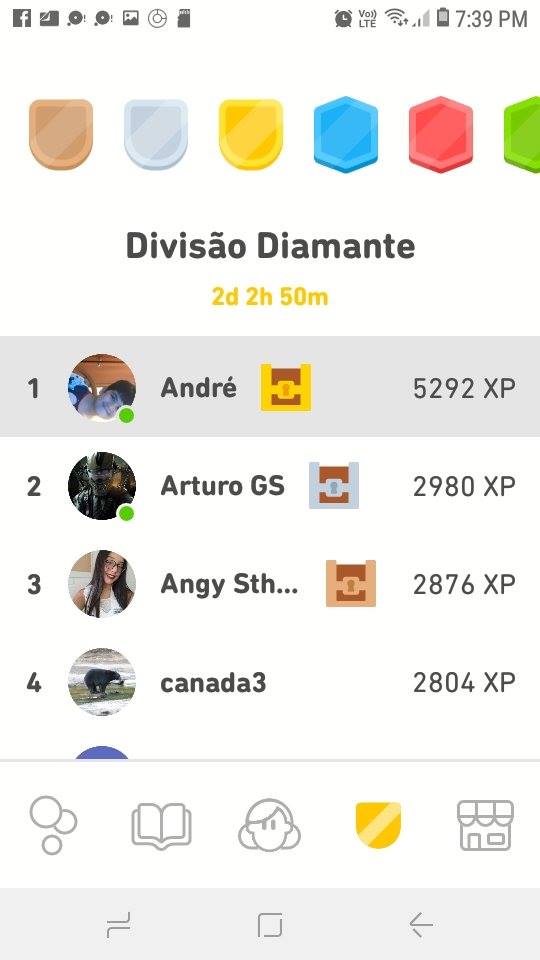 Vo)) LTE 7:39 PM
Divisão Diamante
2d 2h 50m
1 André 5292 XP
2 Arturo GS 2980 XP
3 Angy Sth... 2876 XP
4 canada3 2804 XP